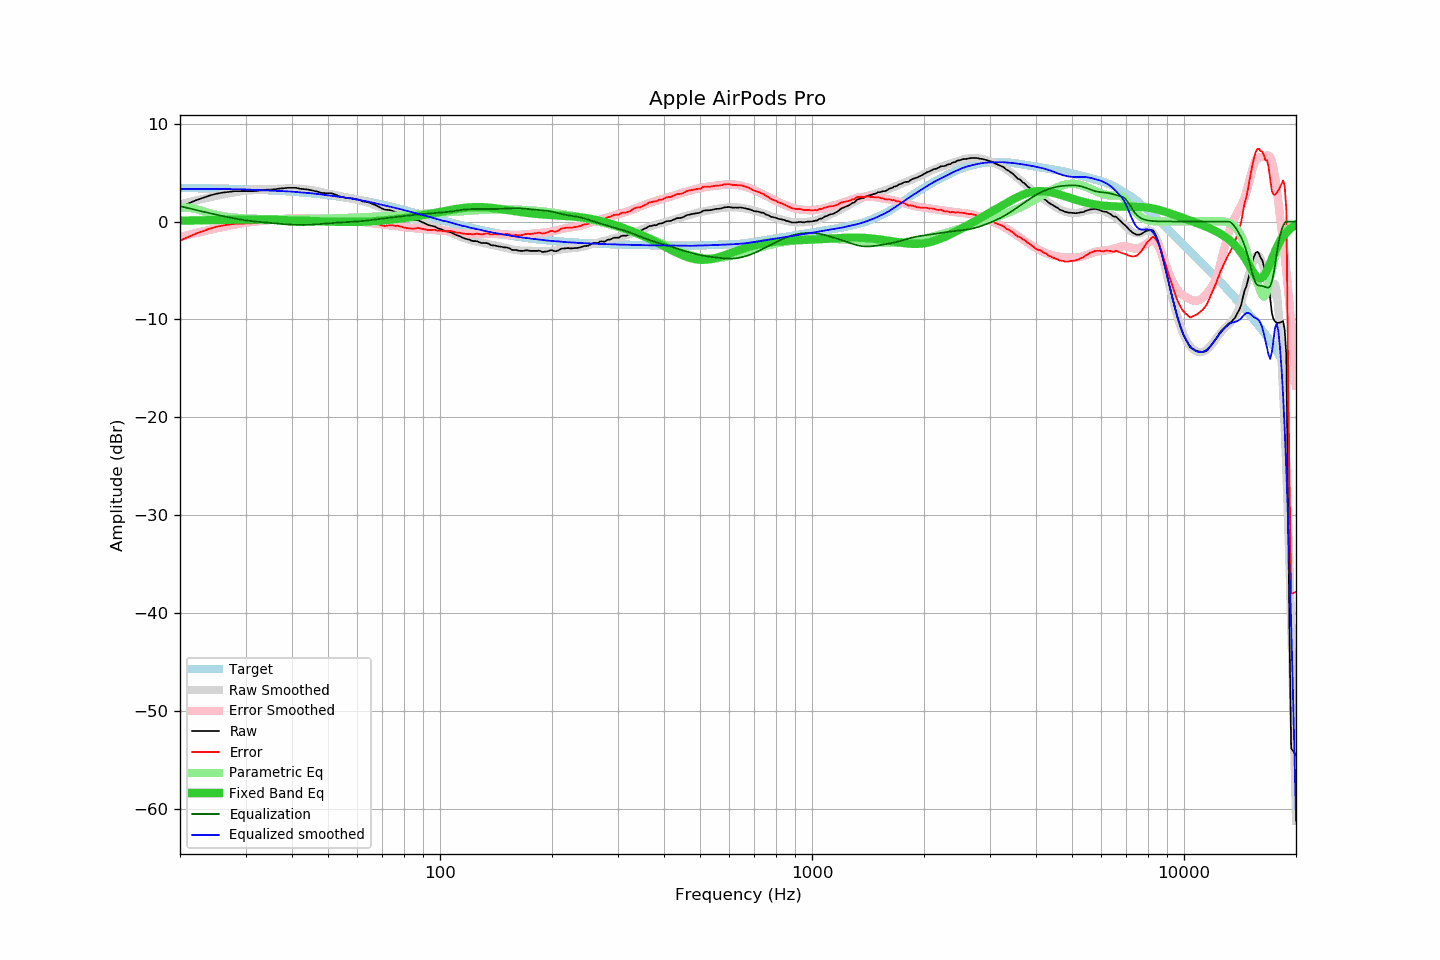 Apple AirPods Pro
10
0
−10
−20
−30
−40
−50
−60
Amplitude (dBr)
100
1000
10000
Frequency (Hz)
Target
Raw Smoothed
Error Smoothed
Raw
Error
Parametric Eq
Fixed Band Eq
Equalization
Equalized smoothed